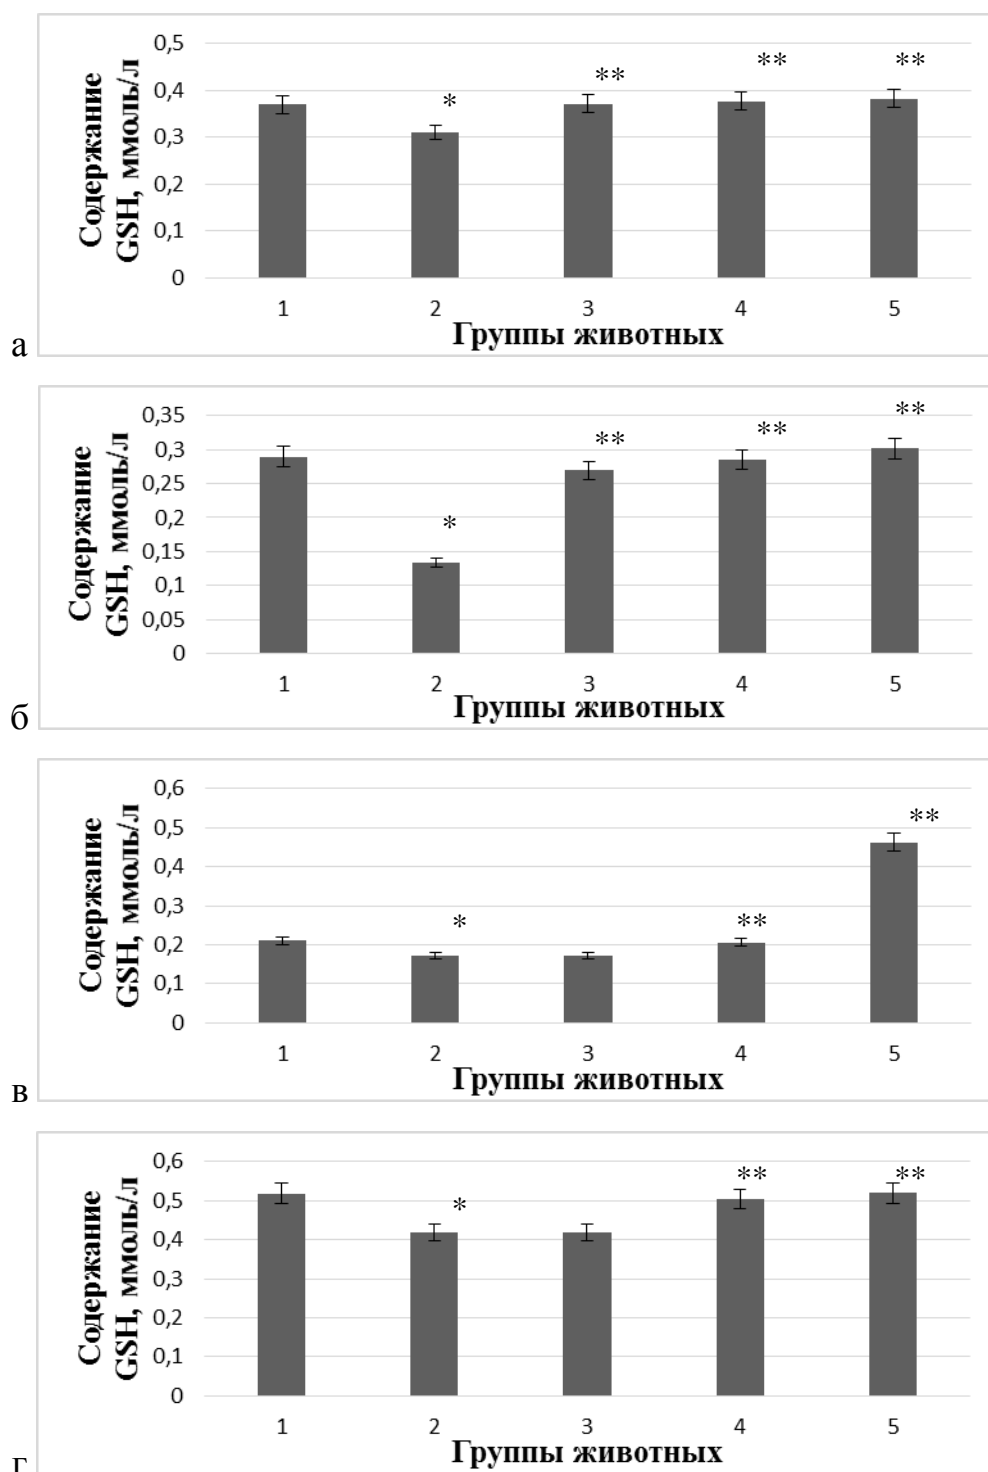 Содержание
GSH, ммоль/л
0,5
0,4
0,3
0,2
0,1
0
*
**
**
**
1 2 3 4 5
Группы животных
а
Содержание
GSH, ммоль/л
0,35
0,3
0,25
0,2
0,15
0,1
0,05
0
*
**
**
**
1 2 3 4 5
Группы животных
б
Содержание
GSH, ммоль/л
0,6
0,5
0,4
0,3
0,2
0,1
0
*
**
**
1 2 3 4 5
Группы животных
в
Содержание
GSH, ммоль/л
0,6
0,5
0,4
0,3
0,2
0,1
0
*
**
**
1 2 3 4 5
Группы животных
г